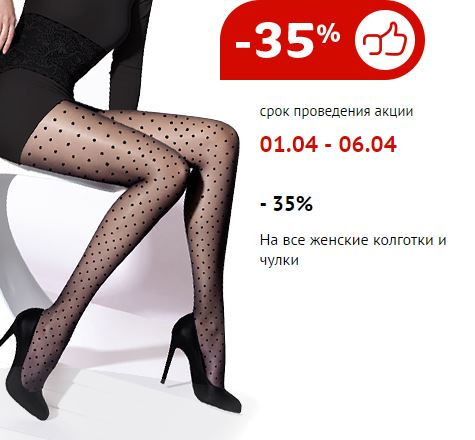 -35%
срок проведения акции
01.04 - 06.04
- 35%
На все женские колготки и
чулки